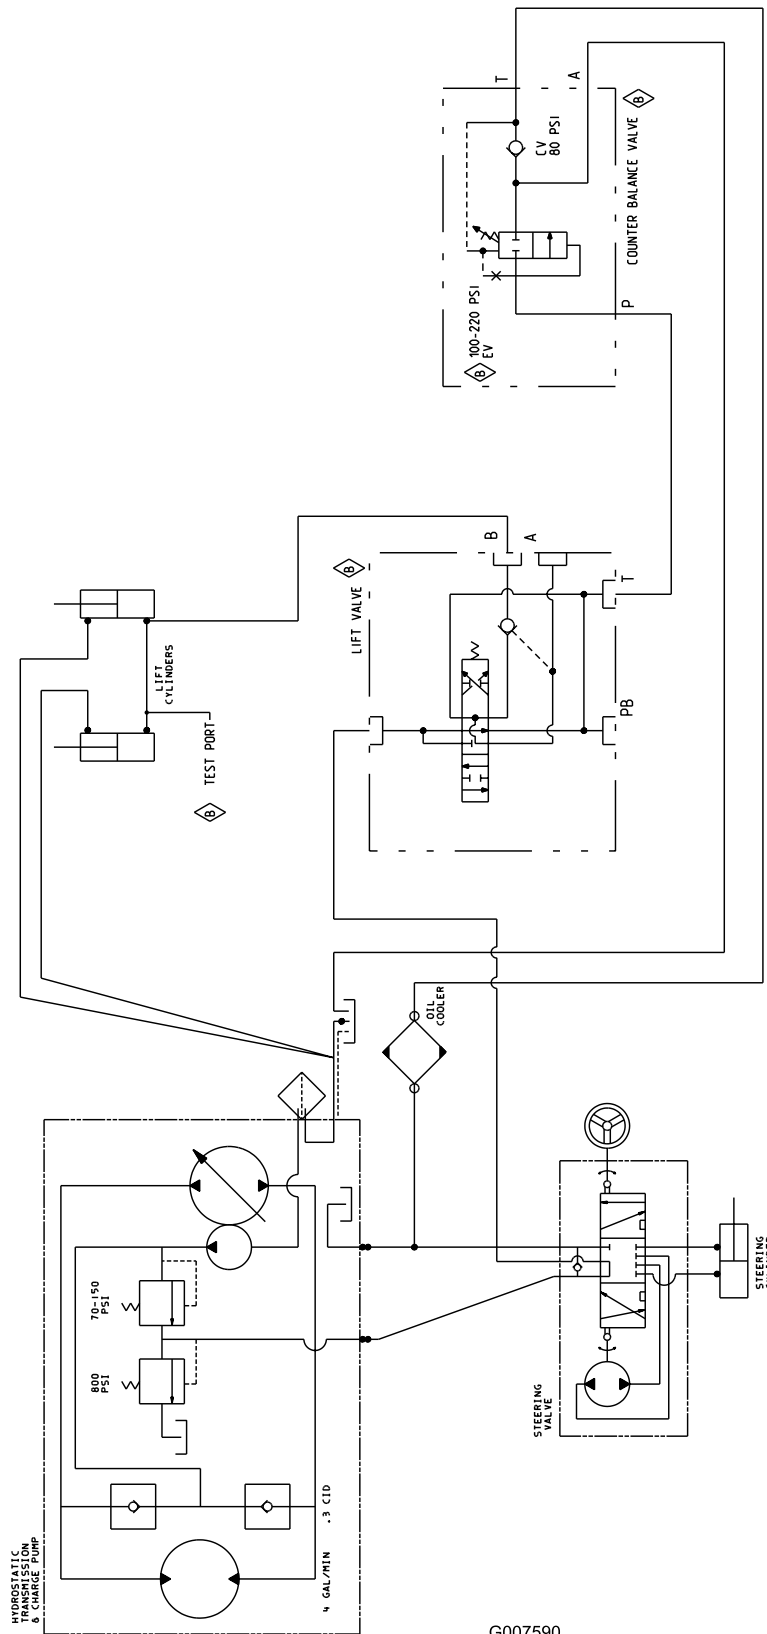 T
A
B
CV
80 PSI
COUNTER BALANCE VALVE
P
100-220 PSI
EV
B
B
A
B
LIFT VALVE
T
PB
LIFT
CYLINDERS
TEST PORT
B
OIL
COOLER
70-150
PSI
800
PSI
STEERING
VALVE
STEERING
HYDROSTATIC
TRANSMISSION
& CHARGE PUMP
4 GAL/MIN
.3 CID
G007590